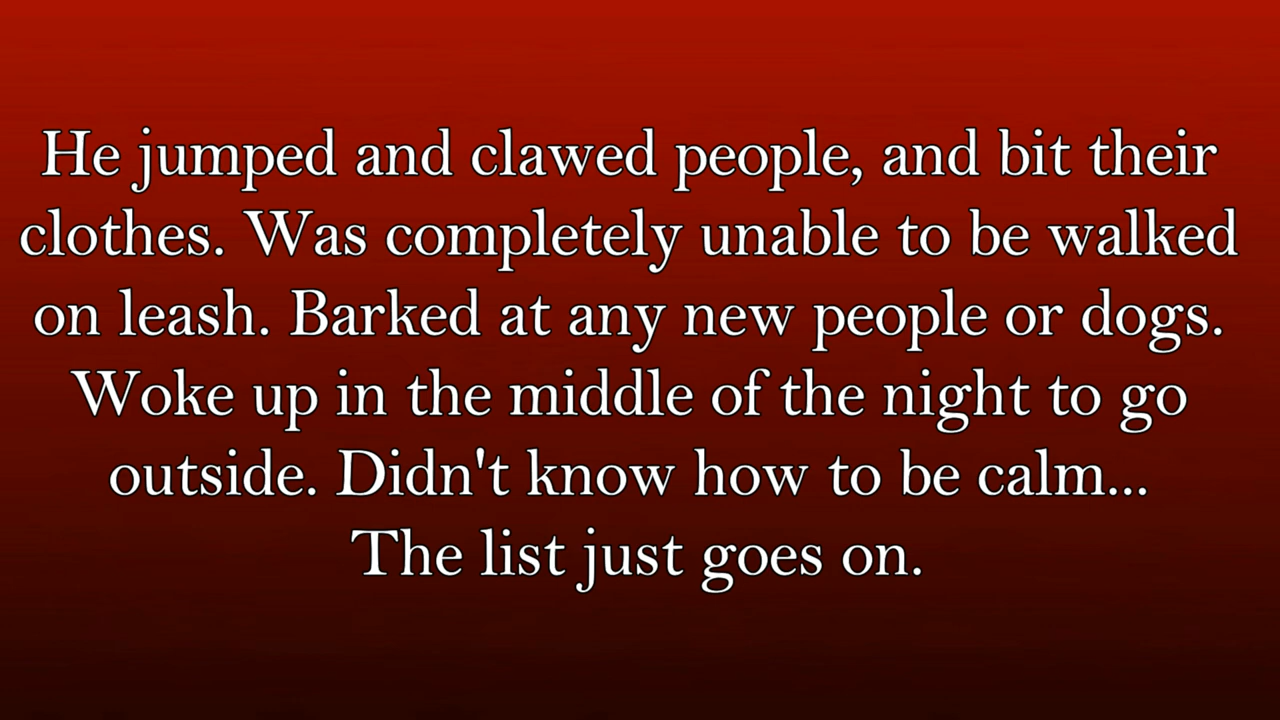 He jumped and clawed people, and bit their
clothes. Was completely unable to be walked
on leash. Barked at any new people or dogs.
Woke up in the middle of the night to go
outside. Didn't know how to be calm...
The list just goes on.